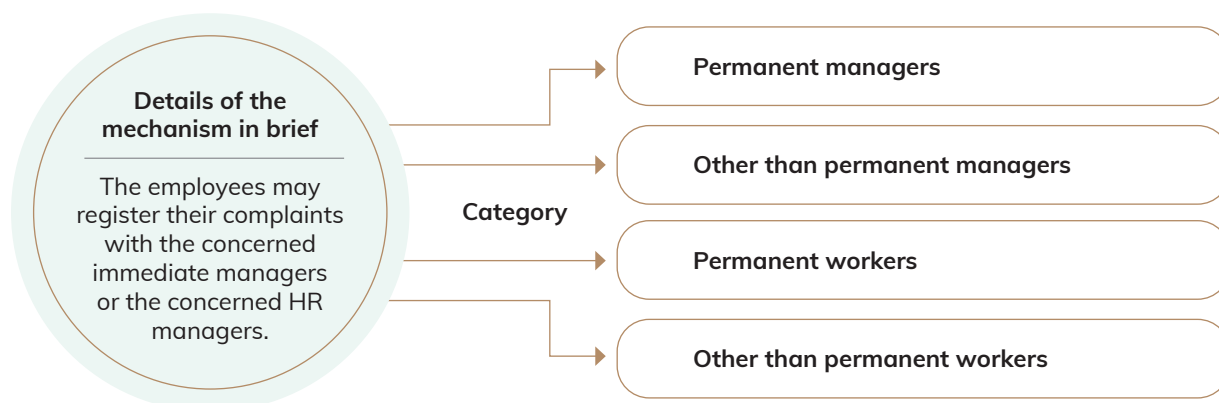 Details of the
mechanism in brief
The employees may
register their complaints
with the concerned
immediate managers
or the concerned HR
managers.
Category
Permanent managers
Other than permanent managers
Permanent workers
Other than permanent workers